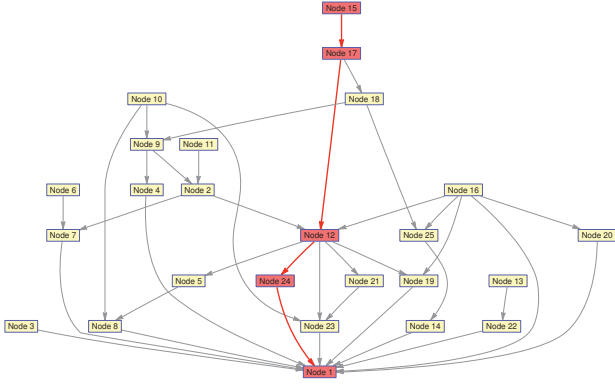 Node 15
Node 17
Node 10
Node 18
Node 9
Node 11
Node 6
Node 4
Node 2
Node 16
Node 7
Node 12
Node 25
Node 20
Node 5
Node 24
Node 21
Node 19
Node 13
Node 3
Node 8
Node 23
Node 14
Node 22
Node 1